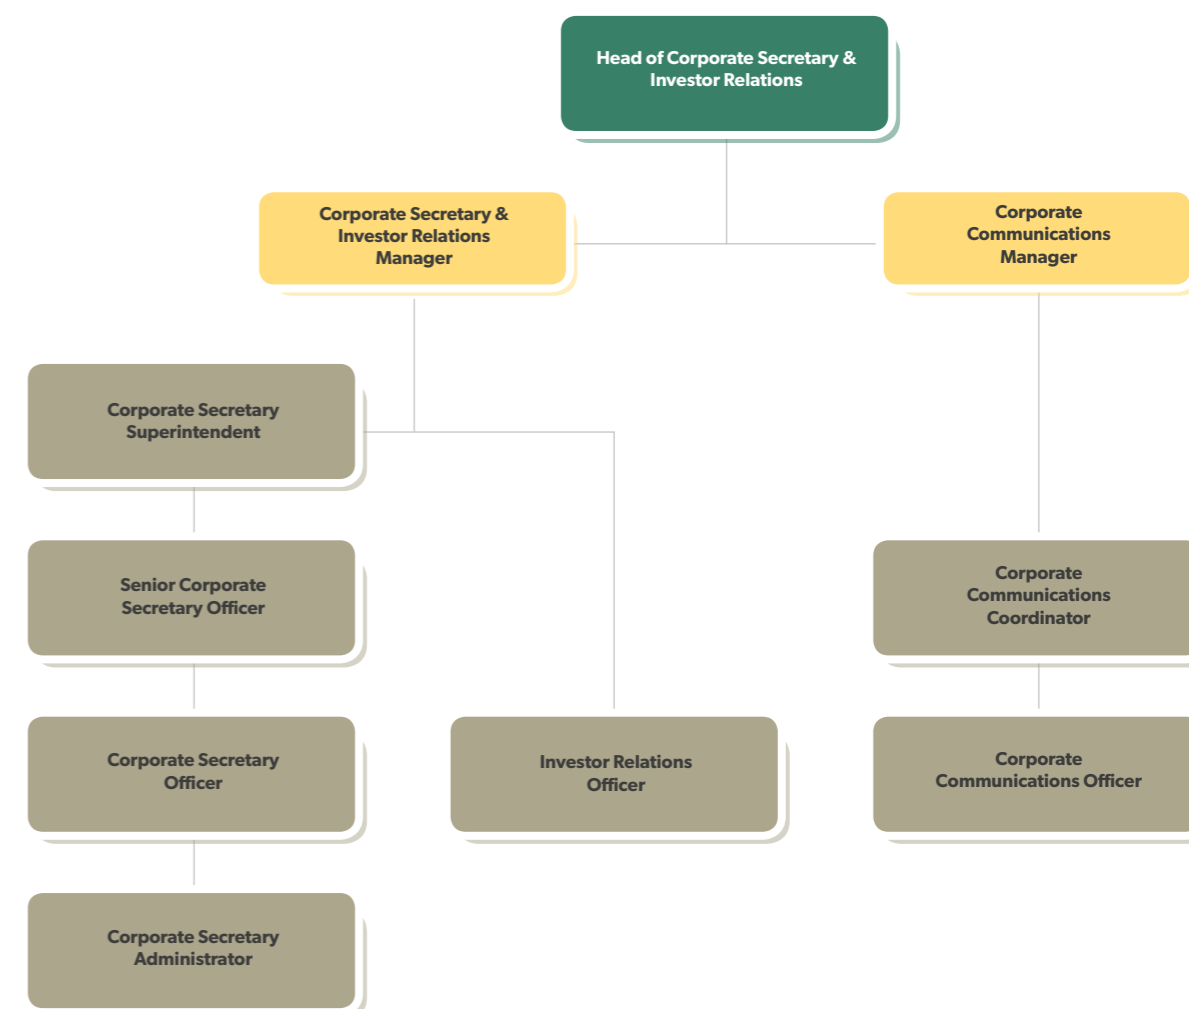 Head of Corporate Secretary &
Investor Relations
Corporate Secretary &
Investor Relations
Manager
Corporate
Communications
Manager
Corporate Secretary
Superintendent
Senior Corporate
Secretary Officer
Corporate
Communications
Coordinator
Corporate Secretary
Officer
Investor Relations
Officer
Corporate
Communications Officer
Corporate Secretary
Administrator